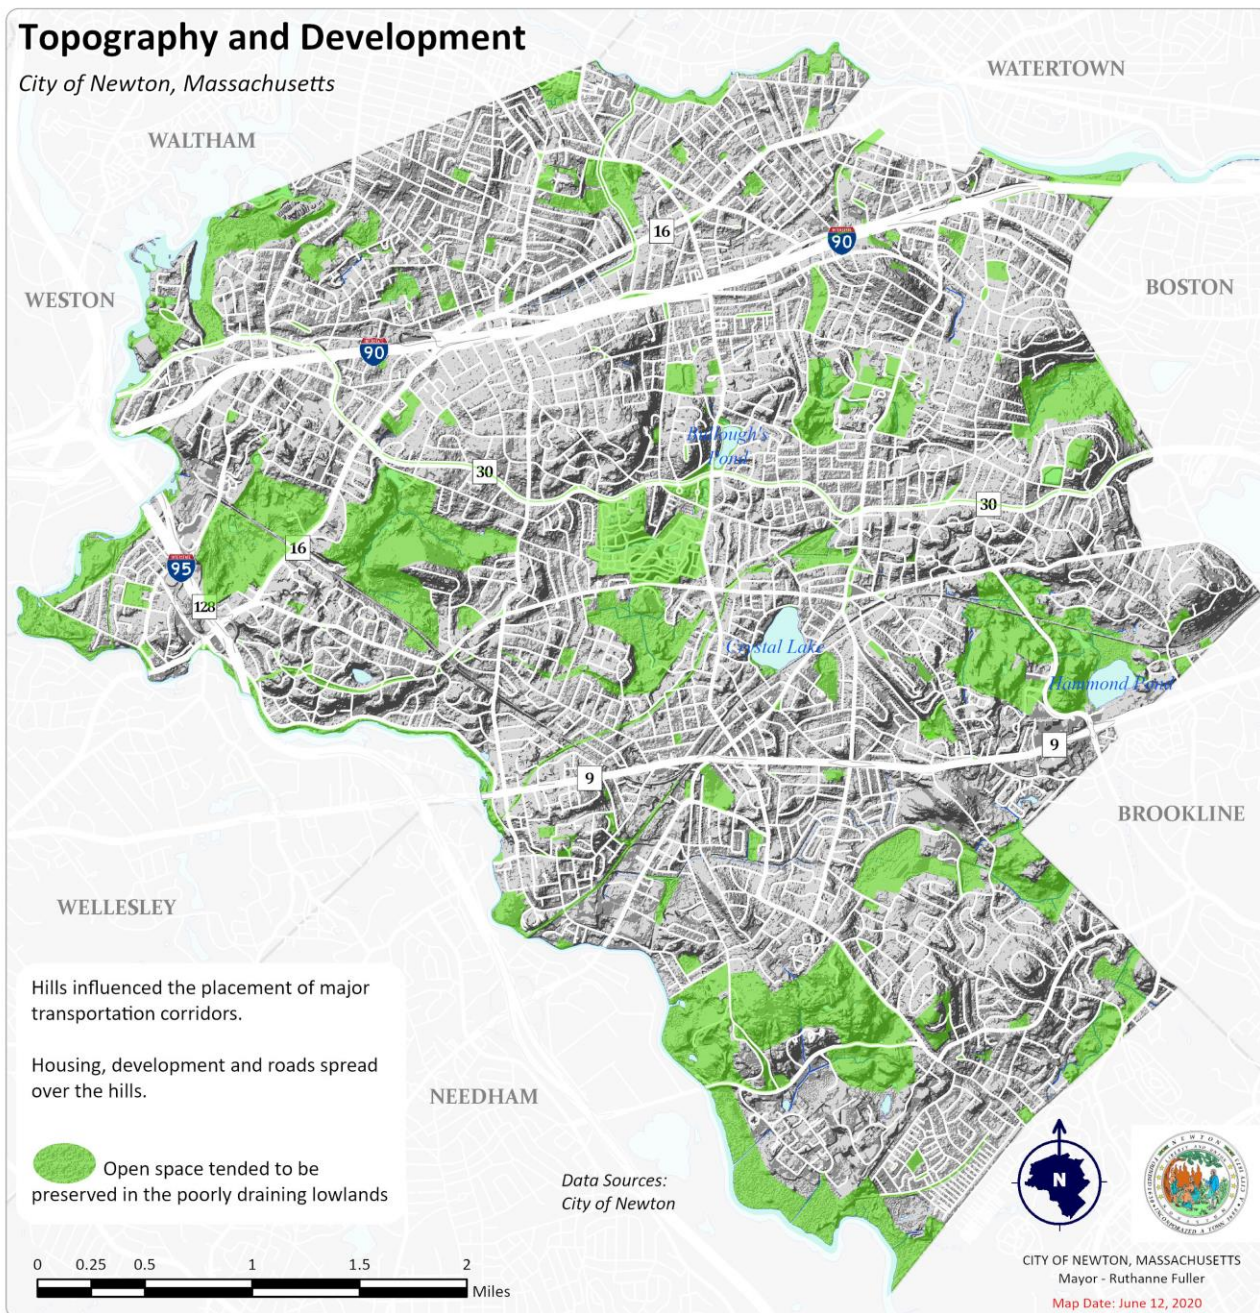 Topography and Development
City of Newton, Massachusetts
WATERTOWN
WALTHAM
16
90
WESTON
BOSTON
90
Bullough's
Pond
30
30
16
95
128
Crystal Lake
Hammond Pond
9
9
BROOKLINE
WELLESLEY
Hills influenced the placement of major
transportation corridors.
Housing, development and roads spread
over the hills.
NEEDHAM
Open space tended to be
preserved in the poorly draining lowlands
Data Sources:
City of Newton
N
0 0.25 0.5 1 1.5 2
Miles
CITY OF NEWTON, MASSACHUSETTS
Mayor - Ruthanne Fuller
Map Date: June 12, 2020